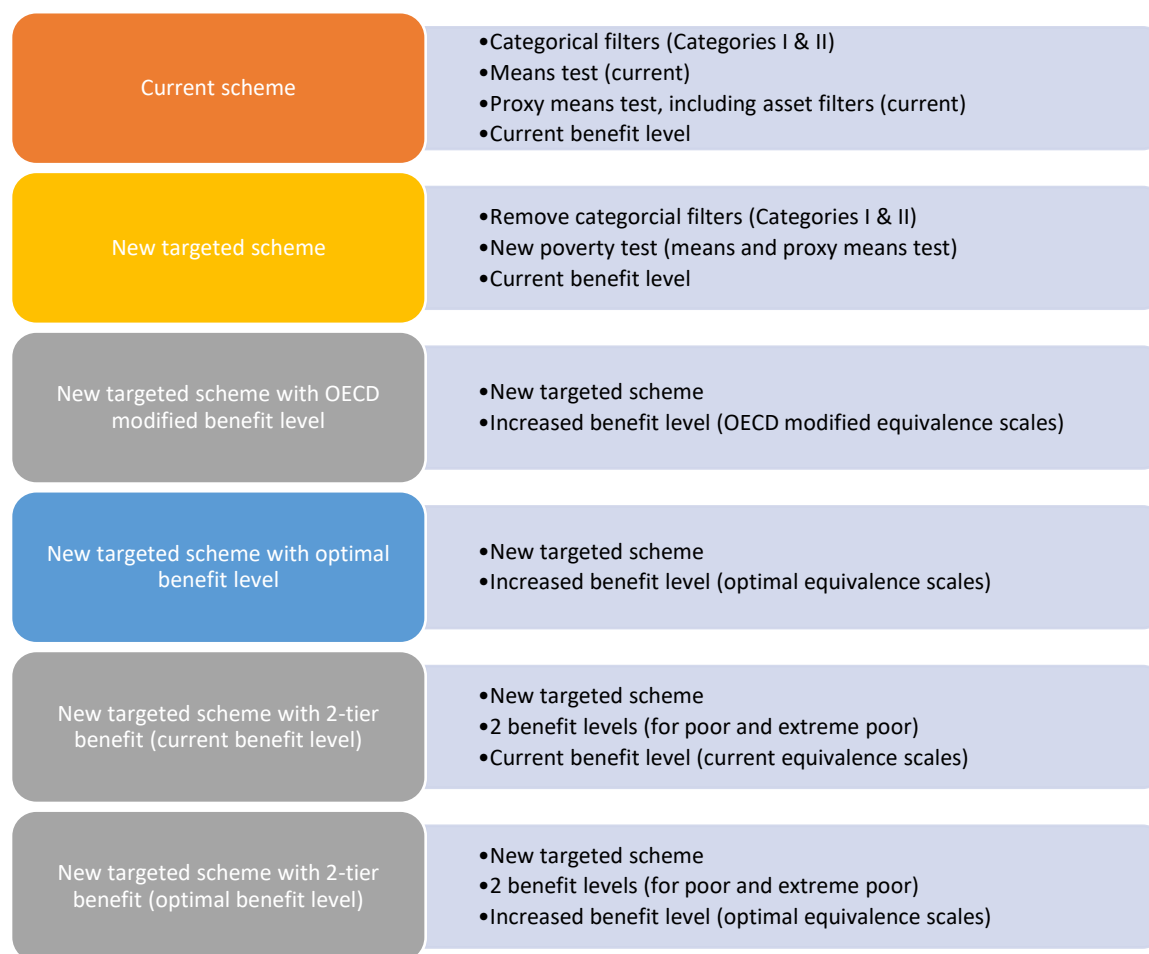 Current scheme
•Categorical filters (Categories I & II)
•Means test (current)
•Proxy means test, including asset filters (current)
•Current benefit level
New targeted scheme
•Remove categorcial filters (Categories I & II)
•New poverty test (means and proxy means test)
•Current benefit level
New targeted scheme with OECD
modified benefit level
•New targeted scheme
•Increased benefit level (OECD modified equivalence scales)
New targeted scheme with optimal
benefit level
•New targeted scheme
•Increased benefit level (optimal equivalence scales)
New targeted scheme with 2-tier
benefit (current benefit level)
•New targeted scheme
•2 benefit levels (for poor and extreme poor)
•Current benefit level (current equivalence scales)
New targeted scheme with 2-tier
benefit (optimal benefit level)
•New targeted scheme
•2 benefit levels (for poor and extreme poor)
•Increased benefit level (optimal equivalence scales)